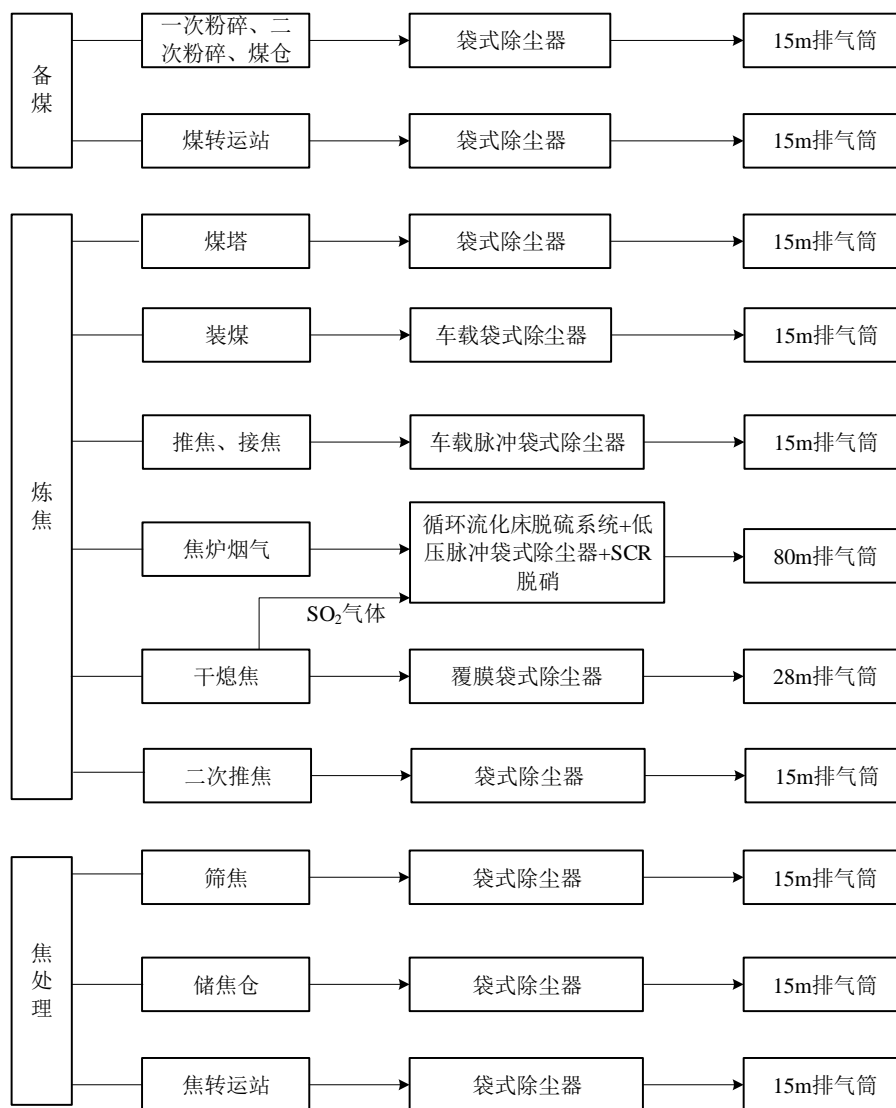 备
煤
一次粉碎、二
次粉碎、煤仓
袋式除尘器
15m排气筒
煤转运站
袋式除尘器
15m排气筒
炼
焦
煤塔
袋式除尘器
15m排气筒
装煤
车载袋式除尘器
15m排气筒
推焦、接焦
车载脉冲袋式除尘器
15m排气筒
焦炉烟气
循环流化床脱硫系统+低
压脉冲袋式除尘器+SCR
脱硝
80m排气筒
SO₂气体
干熄焦
覆膜袋式除尘器
28m排气筒
二次推焦
袋式除尘器
15m排气筒
焦
处
理
筛焦
袋式除尘器
15m排气筒
储焦仓
袋式除尘器
15m排气筒
焦转运站
袋式除尘器
15m排气筒